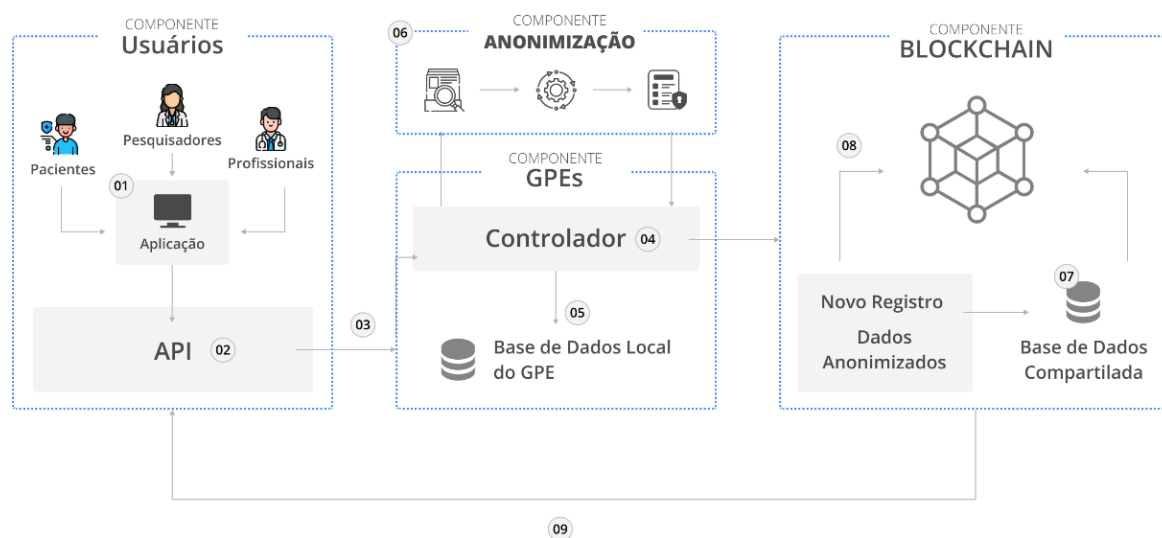 COMPONENTE
Usuários
Pacientes
Pesquisadores
Profissionais
01
Aplicação
API
02
03
06
COMPONENTE
ANONIMIZAÇÃO
COMPONENTE
GPEs
Controlador
04
05
Base de Dados Local
do GPE
COMPONENTE
BLOCKCHAIN
08
Novo Registro
Dados
Anonimizados
07
Base de Dados
Compartilada
09